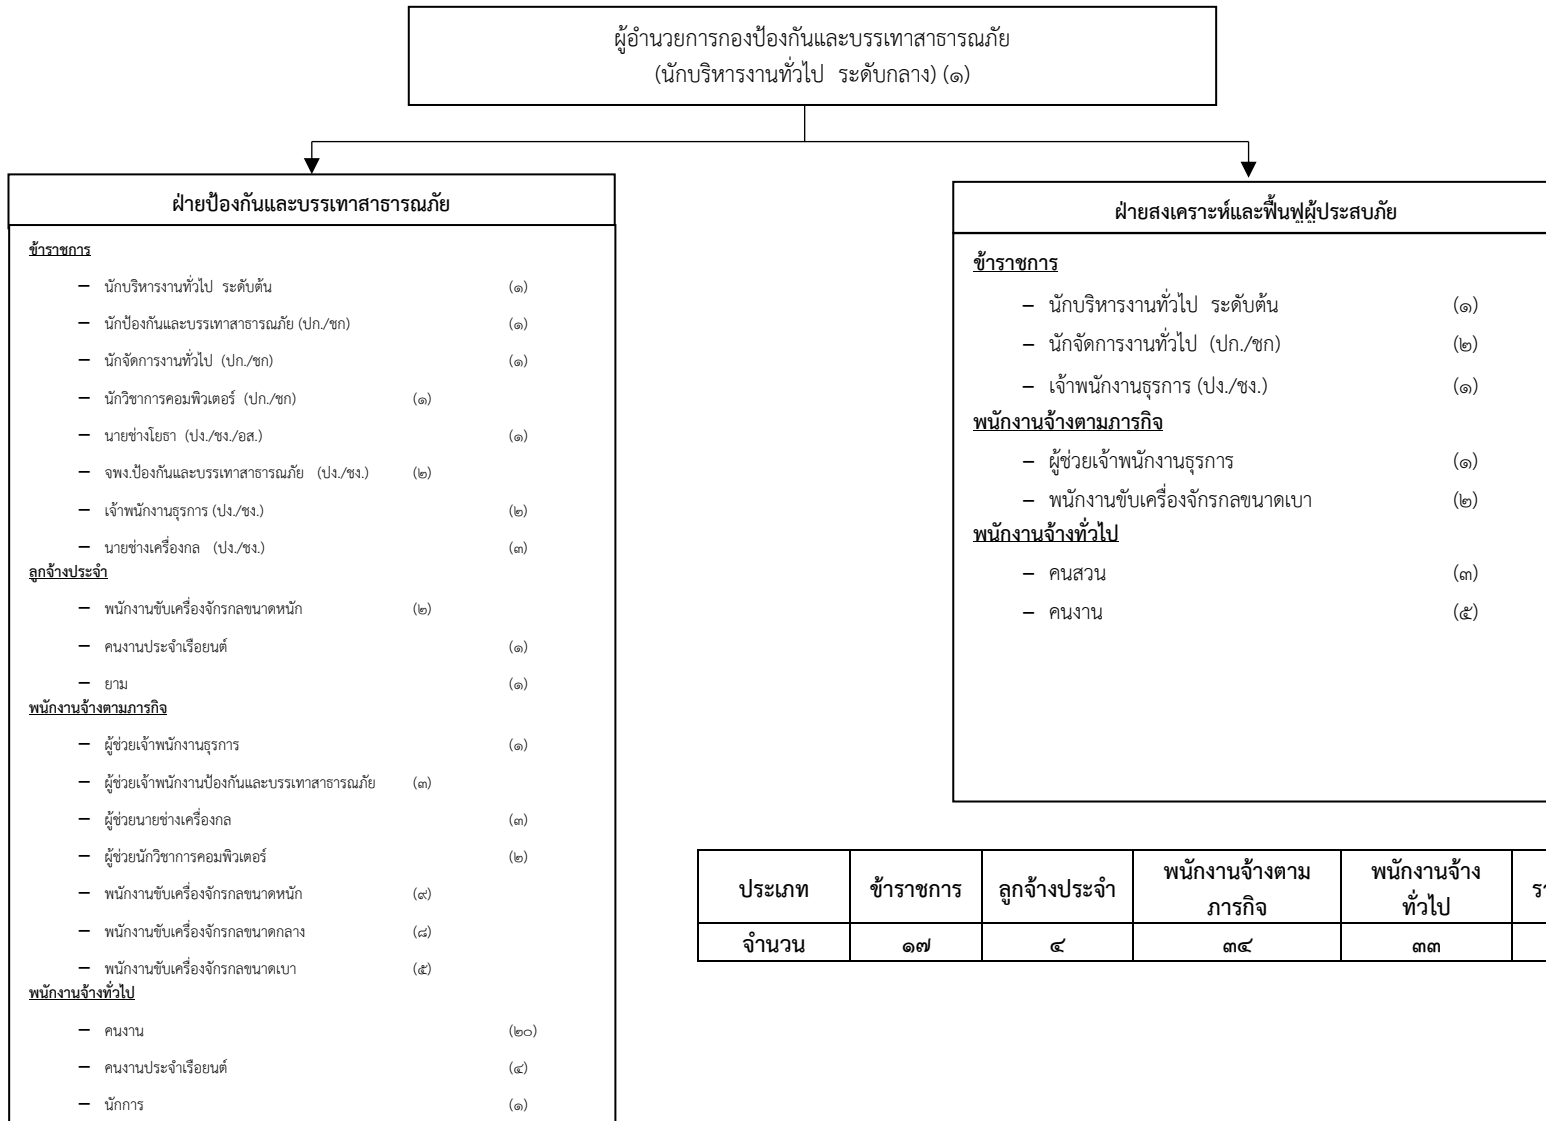 ผู้อำนวยการกองป้องกันและบรรเทาสาธารณภัย
(นักบริหารงานทั่วไป ระดับกลาง) (๑)
ฝ่ายป้องกันและบรรเทาสาธารณภัย
ข้าราชการ
– นักบริหารงานทั่วไป ระดับต้น (๑)
– นักป้องกันและบรรเทาสาธารณภัย (ปก./ชก) (๑)
– นักจัดการงานทั่วไป (ปก./ชก) (๑)
– นักวิชาการคอมพิวเตอร์ (ปก./ชก) (๑)
– นายช่างโยธา (ปง./ชง./อส.) (๑)
– จพง.ป้องกันและบรรเทาสาธารณภัย (ปง./ชง.) (๒)
– เจ้าพนักงานธุรการ (ปง./ชง.) (๒)
– นายช่างเครื่องกล (ปง./ชง.) (๓)
ลูกจ้างประจำ
– พนักงานขับเครื่องจักรกลขนาดหนัก (๒)
– คนงานประจำเรือยนต์ (๑)
– ยาม (๑)
พนักงานจ้างตามภารกิจ
– ผู้ช่วยเจ้าพนักงานธุรการ (๑)
– ผู้ช่วยเจ้าพนักงานป้องกันและบรรเทาสาธารณภัย (๓)
– ผู้ช่วยนายช่างเครื่องกล (๓)
– ผู้ช่วยนักวิชาการคอมพิวเตอร์ (๒)
– พนักงานขับเครื่องจักรกลขนาดหนัก (๙)
– พนักงานขับเครื่องจักรกลขนาดกลาง (๘)
– พนักงานขับเครื่องจักรกลขนาดเบา (๕)
พนักงานจ้างทั่วไป
– คนงาน (๒๐)
– คนงานประจำเรือยนต์ (๔)
– นักการ (๑)
ฝ่ายสงเคราะห์และฟื้นฟูผู้ประสบภัย
ข้าราชการ
– นักบริหารงานทั่วไป ระดับต้น (๑)
– นักจัดการงานทั่วไป (ปก./ชก) (๒)
– เจ้าพนักงานธุรการ (ปง./ชง.) (๑)
พนักงานจ้างตามภารกิจ
– ผู้ช่วยเจ้าพนักงานธุรการ (๑)
– พนักงานขับเครื่องจักรกลขนาดเบา (๒)
พนักงานจ้างทั่วไป
– คนสวน (๓)
– คนงาน (๕)
ประเภท ข้าราชการ ลูกจ้างประจำ พนักงานจ้างตาม พนักงานจ้าง
ภารกิจ ทั่วไป
จำนวน ๑๗ ๔ ๓๔ ๓๓